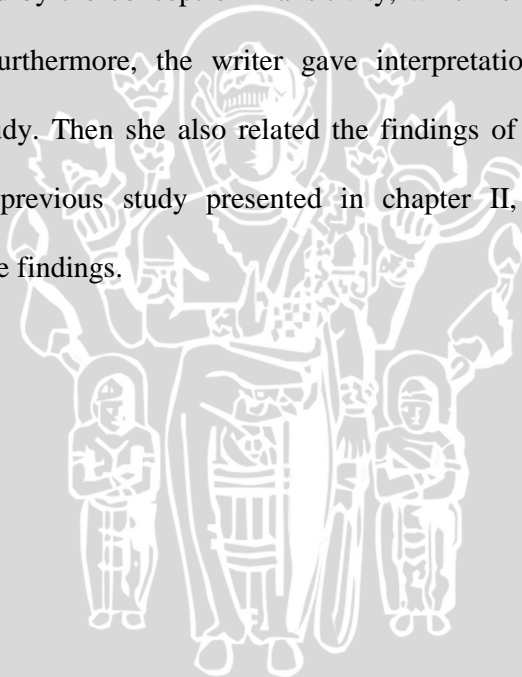 urthermore, the writer gave interpretatio
udy. Then she also related the findings of
previous study presented in chapter II,
e findings.